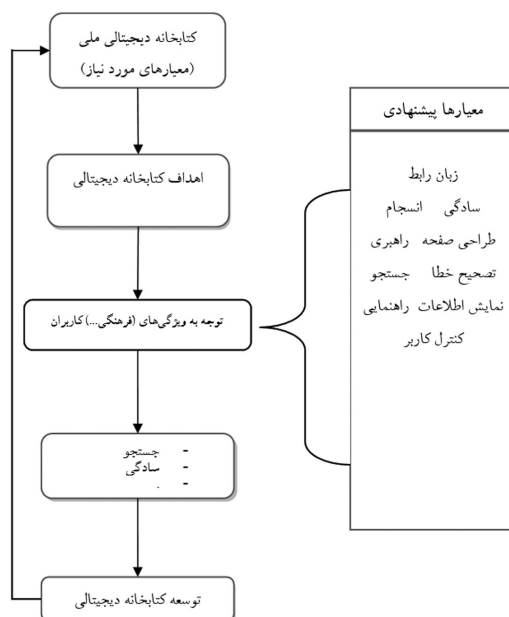 کتابخانه دیجیتالی ملی
(معیارهای مورد نیاز)
اهداف کتابخانه دیجیتالی
توجه به ویژگی‌های (فرهنگی...) کاربران
- جستجو
- سادگی
- .
توسعه کتابخانه دیجیتالی
معیارها پیشنهادی
زبان رابط
سادگی انسجام
طراحی صفحه راهبری
تصحیح خطا جستجو
نمایش اطلاعات راهنمایی
کنترل کاربر